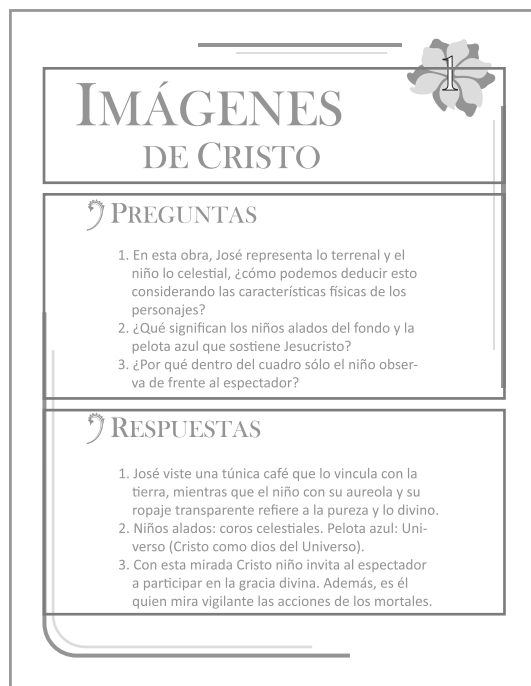 1
IMÁGENES
DE CRISTO
PREGUNTAS
1. En esta obra, José representa lo terrenal y el
niño lo celestial, ¿cómo podemos deducir esto
considerando las características físicas de los
personajes?
2. ¿Qué significan los niños alados del fondo y la
pelota azul que sostiene Jesucristo?
3. ¿Por qué dentro del cuadro sólo el niño obser-
va de frente al espectador?
RESPUESTAS
1. José viste una túnica café que lo vincula con la
tierra, mientras que el niño con su aureola y su
ropaje transparente refiere a la pureza y lo divino.
2. Niños alados: coros celestiales. Pelota azul: Uni-
verso (Cristo como dios del Universo).
3. Con esta mirada Cristo niño invita al espectador
a participar en la gracia divina. Además, es él
quien mira vigilante las acciones de los mortales.